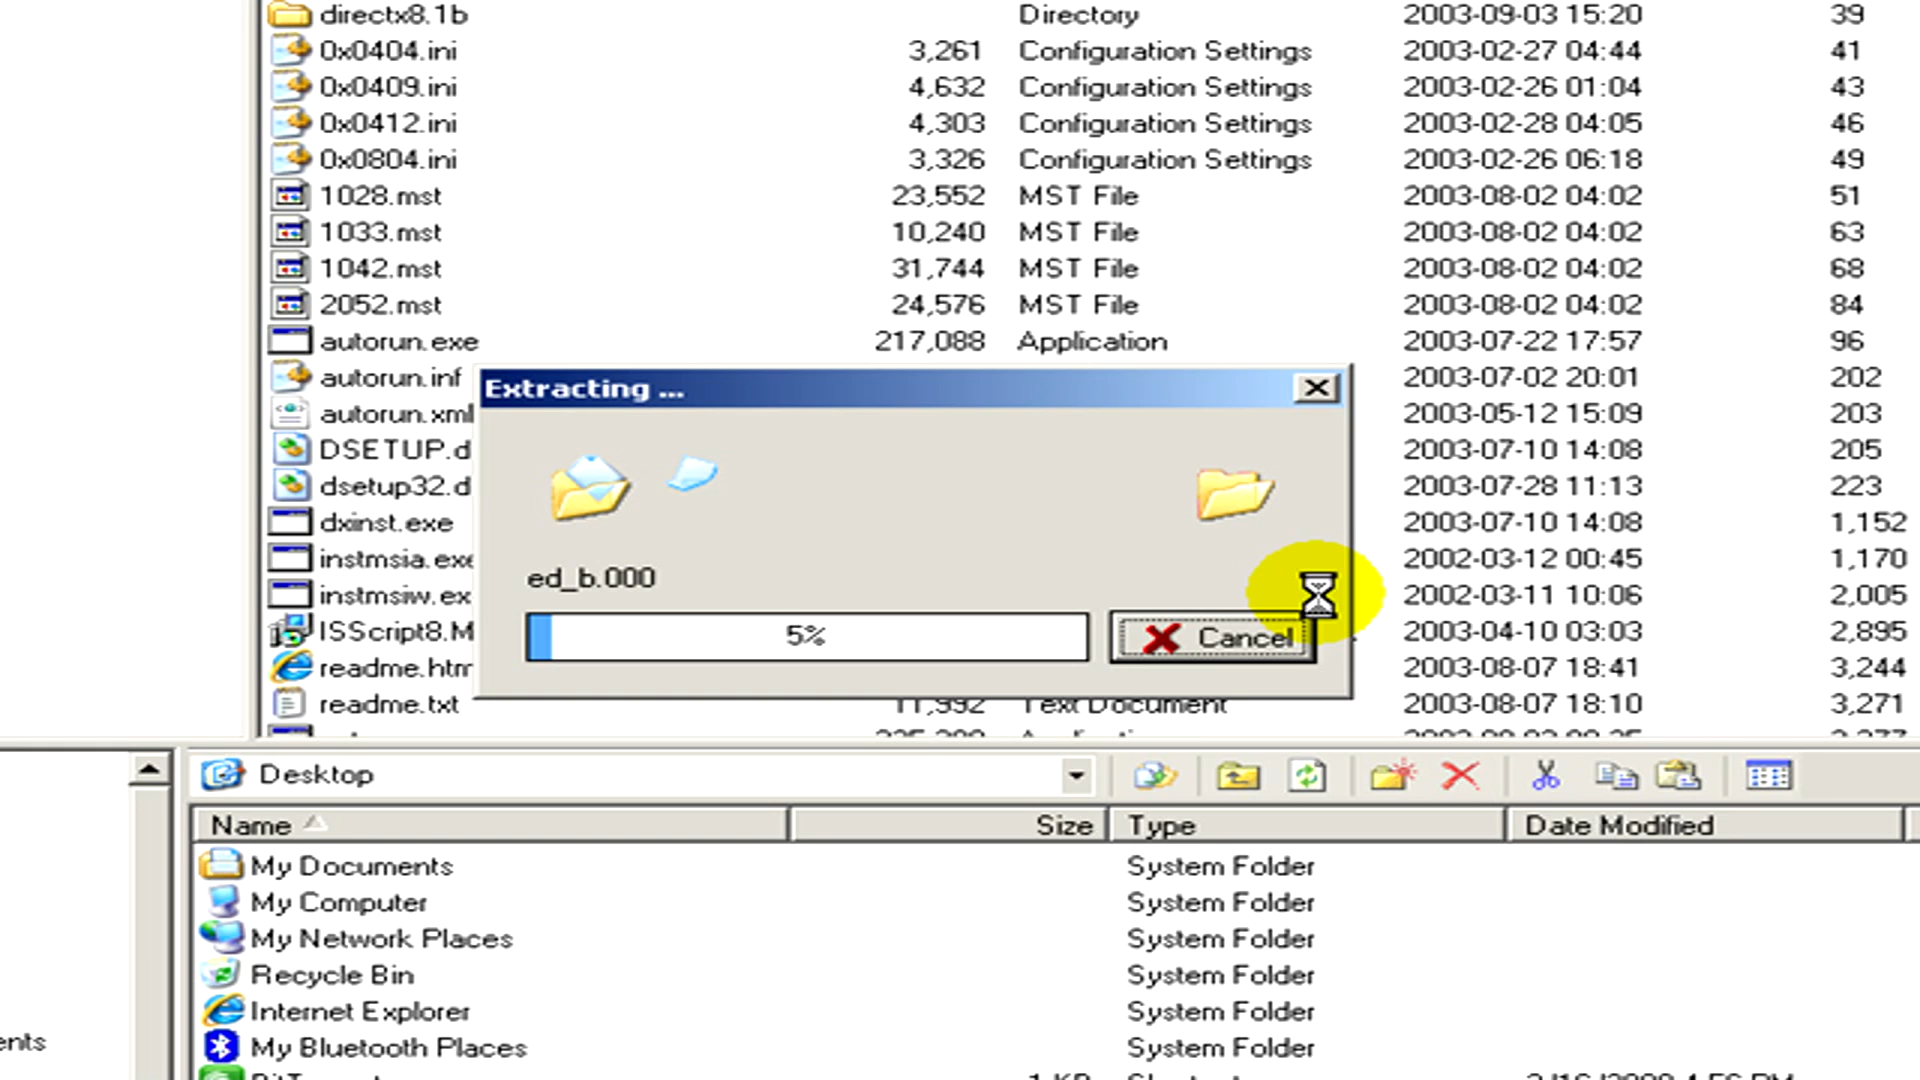 directx8.1b Directory 2003-09-03 15:20 39
0x0404.ini 3,261 Configuration Settings 2003-02-27 04:44 41
0x0409.ini 4,632 Configuration Settings 2003-02-26 01:04 43
0x0412.ini 4,303 Configuration Settings 2003-02-28 04:05 46
0x0804.ini 3,326 Configuration Settings 2003-02-26 06:18 49
1028.mst 23,552 MST File 2003-08-02 04:02 51
1033.mst 10,240 MST File 2003-08-02 04:02 63
1042.mst 31,744 MST File 2003-08-02 04:02 68
2052.mst 24,576 MST File 2003-08-02 04:02 84
autorun.exe 217,088 Application 2003-07-22 17:57 96
autorun.inf 2003-07-02 20:01 202
autorun.xml 2003-05-12 15:09 203
DSETUP.d 2003-07-10 14:08 205
dsetup32.d 2003-07-28 11:13 223
dxinst.exe 2003-07-10 14:08 1,152
instmsia.exe 2002-03-12 00:45 1,170
instmsiw.ex 2002-03-11 10:06 2,005
ISScript8.M 2003-04-10 03:03 2,895
readme.htm 2003-08-07 18:41 3,244
readme.txt 11,992 Text Document 2003-08-07 18:10 3,271
Extracting ...
ed_b.000
5%
Cancel
Desktop
Name Size Type Date Modified
My Documents System Folder
My Computer System Folder
My Network Places System Folder
Recycle Bin System Folder
Internet Explorer System Folder
My Bluetooth Places System Folder
ents